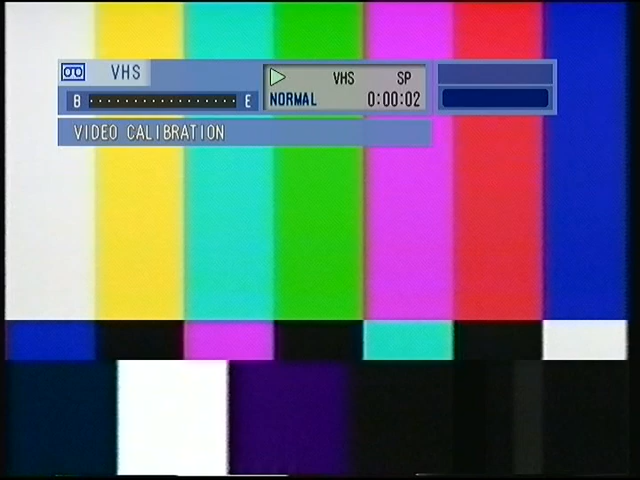 VHS
VHS SP
B E
NORMAL 0:00:02
VIDEO CALIBRATION